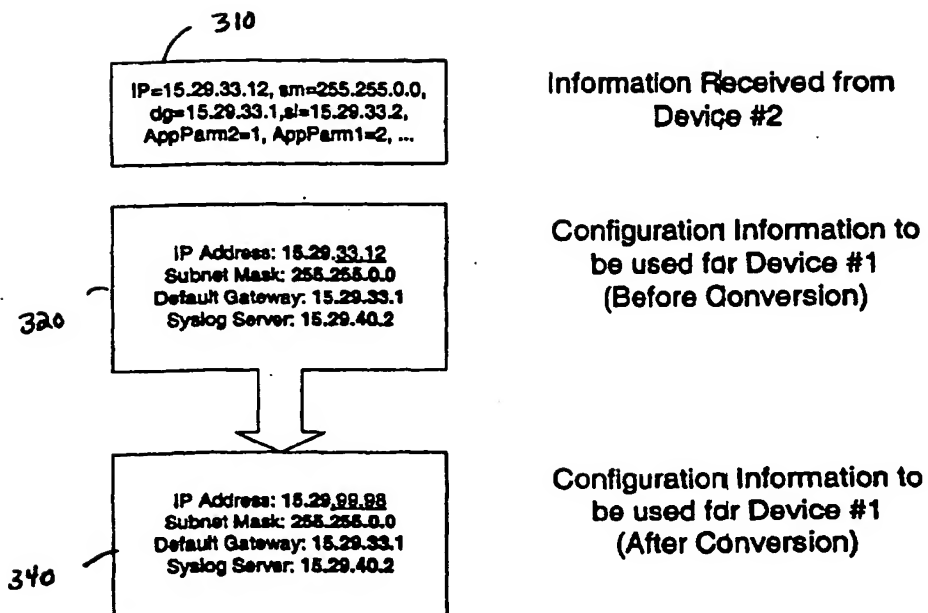 310
IP=15.29.33.12, sm=255.255.0.0,
dg=15.29.33.1,sl=15.29.33.2,
AppParm2=1, AppParm1=2, ...
Information Received from
Device #2
IP Address: 15.29.33.12
Subnet Mask: 255.255.0.0
Default Gateway: 15.29.33.1
Syslog Server: 15.29.40.2
320
Configuration Information to
be used for Device #1
(Before Conversion)
IP Address: 15.29.99.98
Subnet Mask: 255.255.0.0
Default Gateway: 15.29.33.1
Syslog Server: 15.29.40.2
340
Configuration Information to
be used for Device #1
(After Conversion)